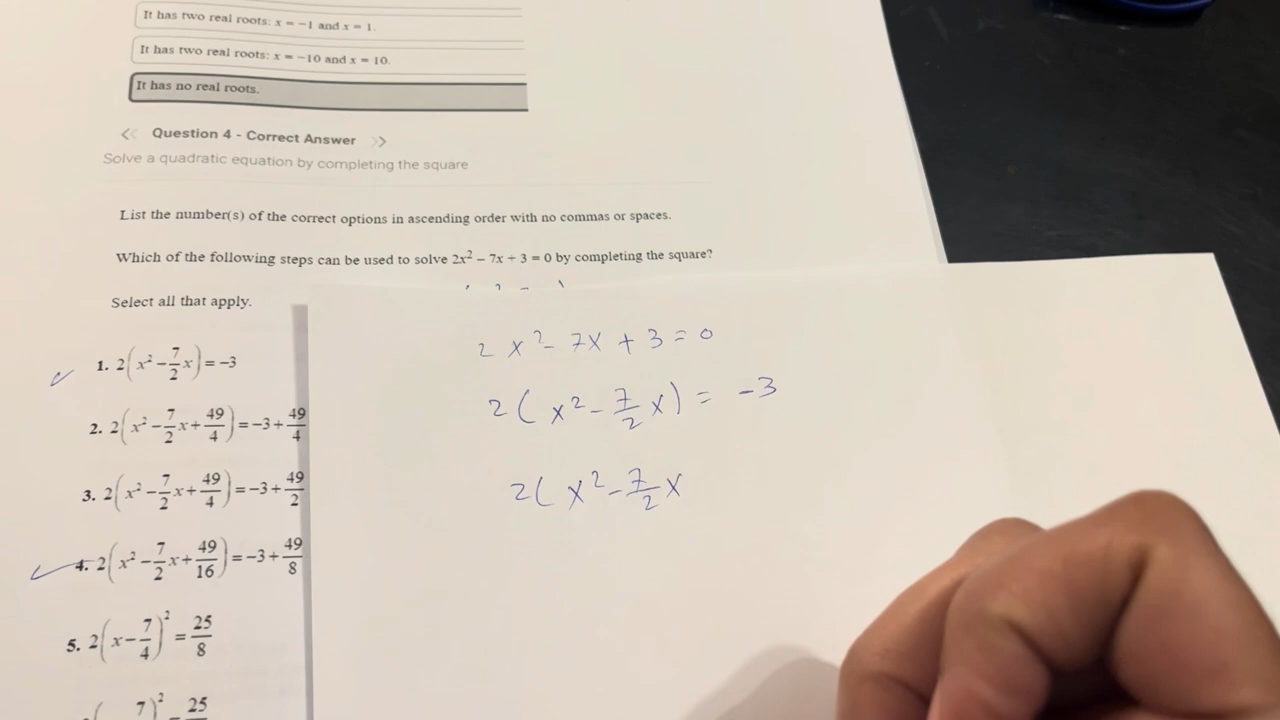 It has two real roots: x = −1 and x = 1.
It has two real roots: x = −10 and x = 10.
It has no real roots.
<< Question 4 - Correct Answer >>
Solve a quadratic equation by completing the square
List the number(s) of the correct options in ascending order with no commas or spaces.
Which of the following steps can be used to solve 2x² − 7x + 3 = 0 by completing the square?
Select all that apply.
1. 2(x² − 7/2 x) = −3
2. 2(x² − 7/2 x + 49/4) = −3 + 49/4
3. 2(x² − 7/2 x + 49/4) = −3 + 49/2
4. 2(x² − 7/2 x + 49/16) = −3 + 49/8
5. 2(x − 7/4)² = 25/8
2x² − 7x + 3 = 0
2(x² − 7/2 x) = −3
2(x² − 7/2 x